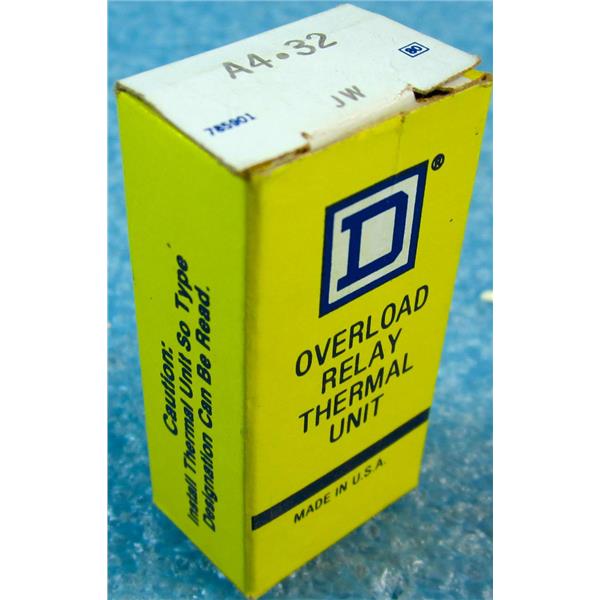 A4.32
80
JW
785901
D®
OVERLOAD
RELAY
THERMAL
UNIT
MADE IN U.S.A.
Caution:
Install Thermal Unit So Type
Designation Can Be Read.